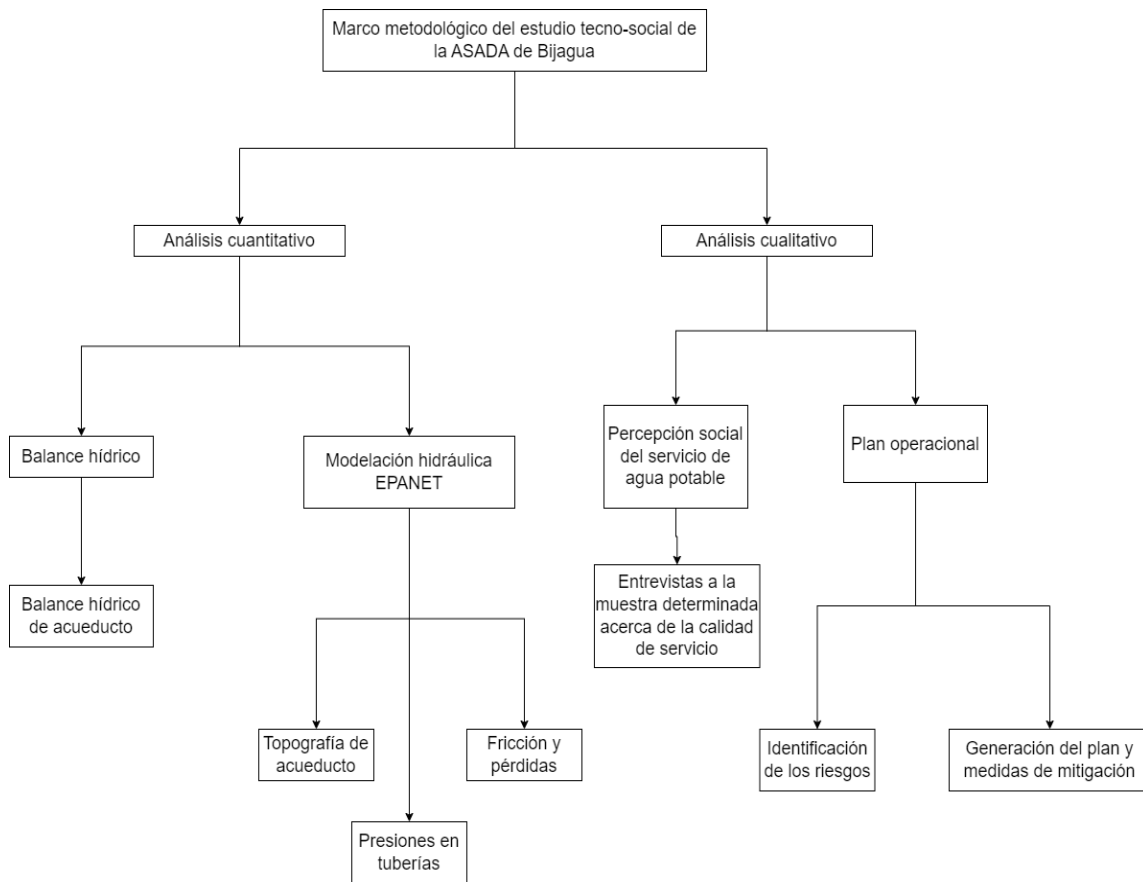 Marco metodológico del estudio tecno-social de
la ASADA de Bijagua
Análisis cuantitativo
Análisis cualitativo
Balance hídrico
Modelación hidráulica
EPANET
Percepción social
del servicio de
agua potable
Plan operacional
Balance hídrico
de acueducto
Entrevistas a la
muestra determinada
acerca de la calidad
de servicio
Topografía de
acueducto
Fricción y
pérdidas
Identificación
de los riesgos
Generación del plan y
medidas de mitigación
Presiones en
tuberías